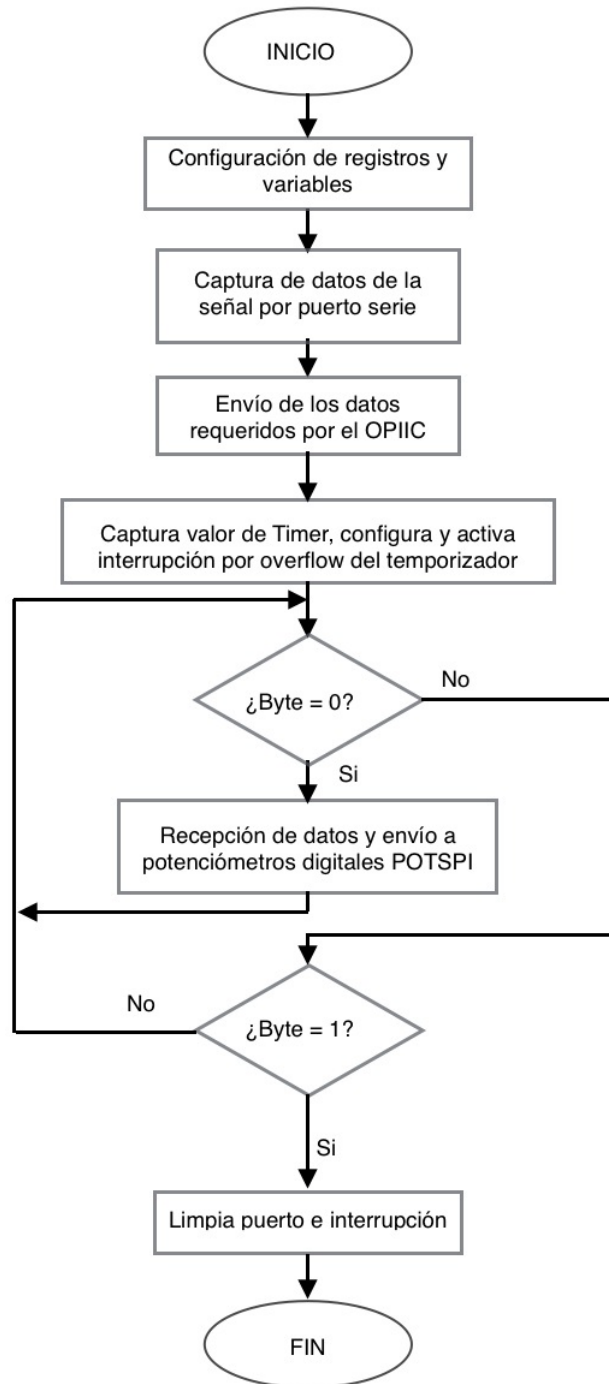 INICIO
Configuración de registros y
variables
Captura de datos de la
señal por puerto serie
Envío de los datos
requeridos por el OPIIC
Captura valor de Timer, configura y activa
interrupción por overflow del temporizador
No
¿Byte = 0?
Si
Recepción de datos y envío a
potenciómetros digitales POTSPI
No
¿Byte = 1?
Si
Limpia puerto e interrupción
FIN